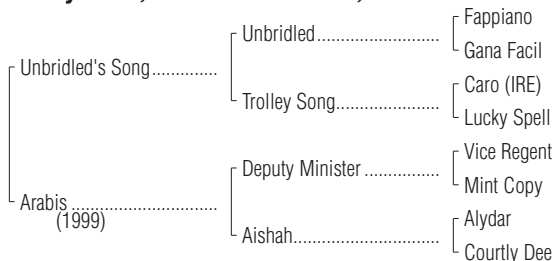 Fappiano
Unbridled
Gana Facil
Unbridled's Song
Caro (IRE)
Trolley Song
Lucky Spell
Vice Regent
Deputy Minister
Mint Copy
Arabis
(1999)
Alydar
Aishah
Courtly Dee